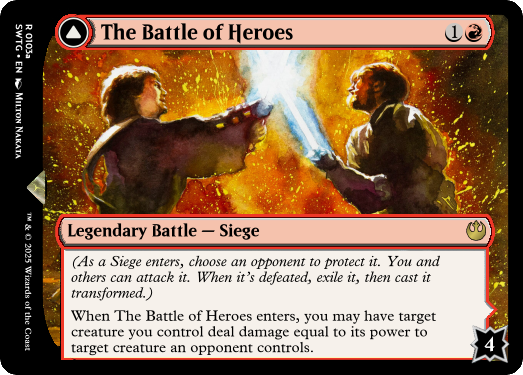 The Battle of Heroes
1
Legendary Battle — Siege
(As a Siege enters, choose an opponent to protect it. You and
others can attack it. When it's defeated, exile it, then cast it
transformed.)
When The Battle of Heroes enters, you may have target
creature you control deal damage equal to its power to
target creature an opponent controls.
4
R 0103a
SWTG • EN MILTON NAKATA
™ & © 2025 Wizards of the Coast